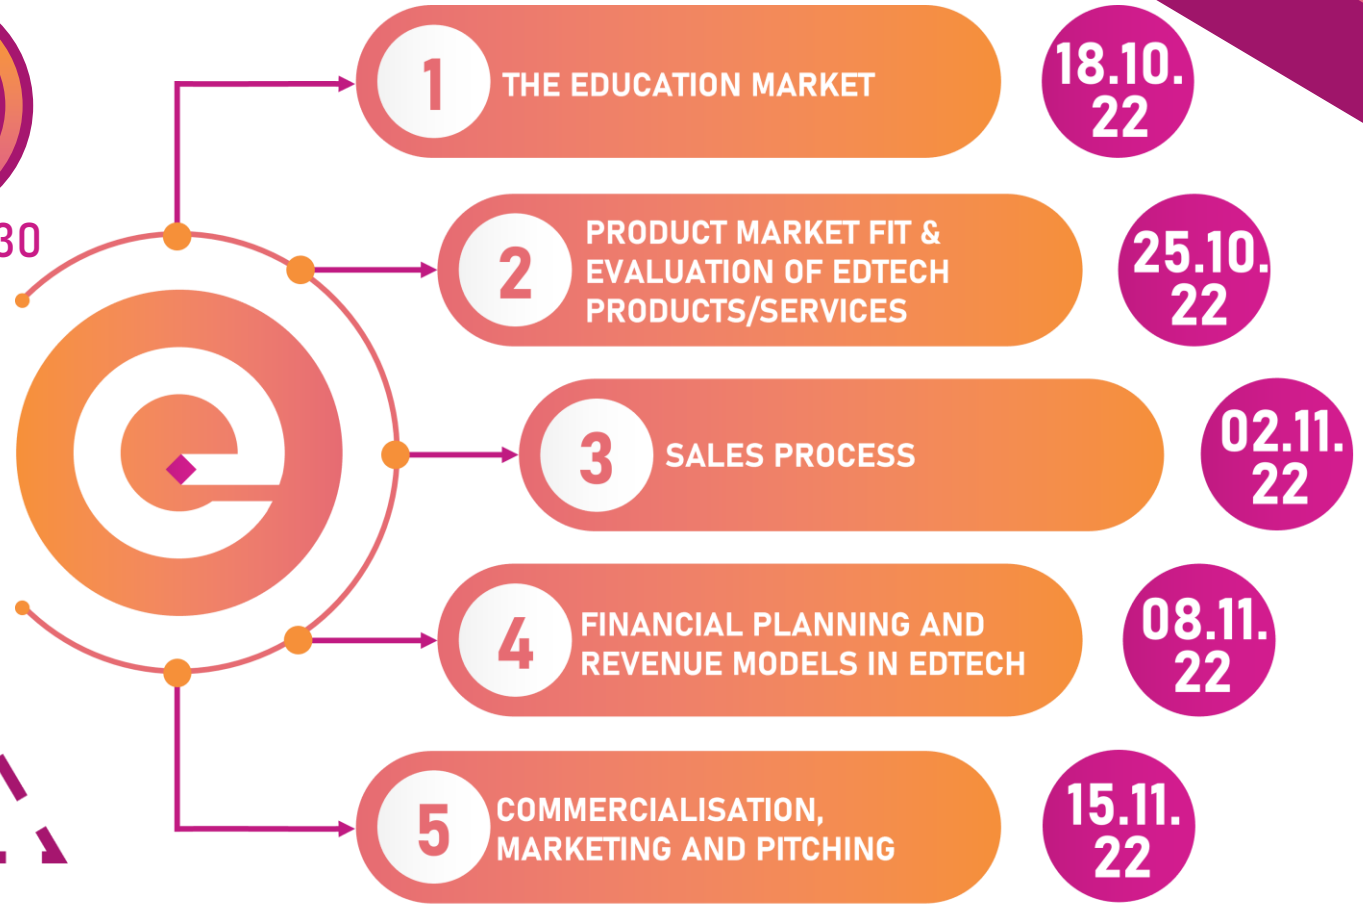 1
THE EDUCATION MARKET
18.10.
22
30
2
PRODUCT MARKET FIT &
EVALUATION OF EDTECH
PRODUCTS/SERVICES
25.10.
22
3
SALES PROCESS
02.11.
22
4
FINANCIAL PLANNING AND
REVENUE MODELS IN EDTECH
08.11.
22
5
COMMERCIALISATION,
MARKETING AND PITCHING
15.11.
22